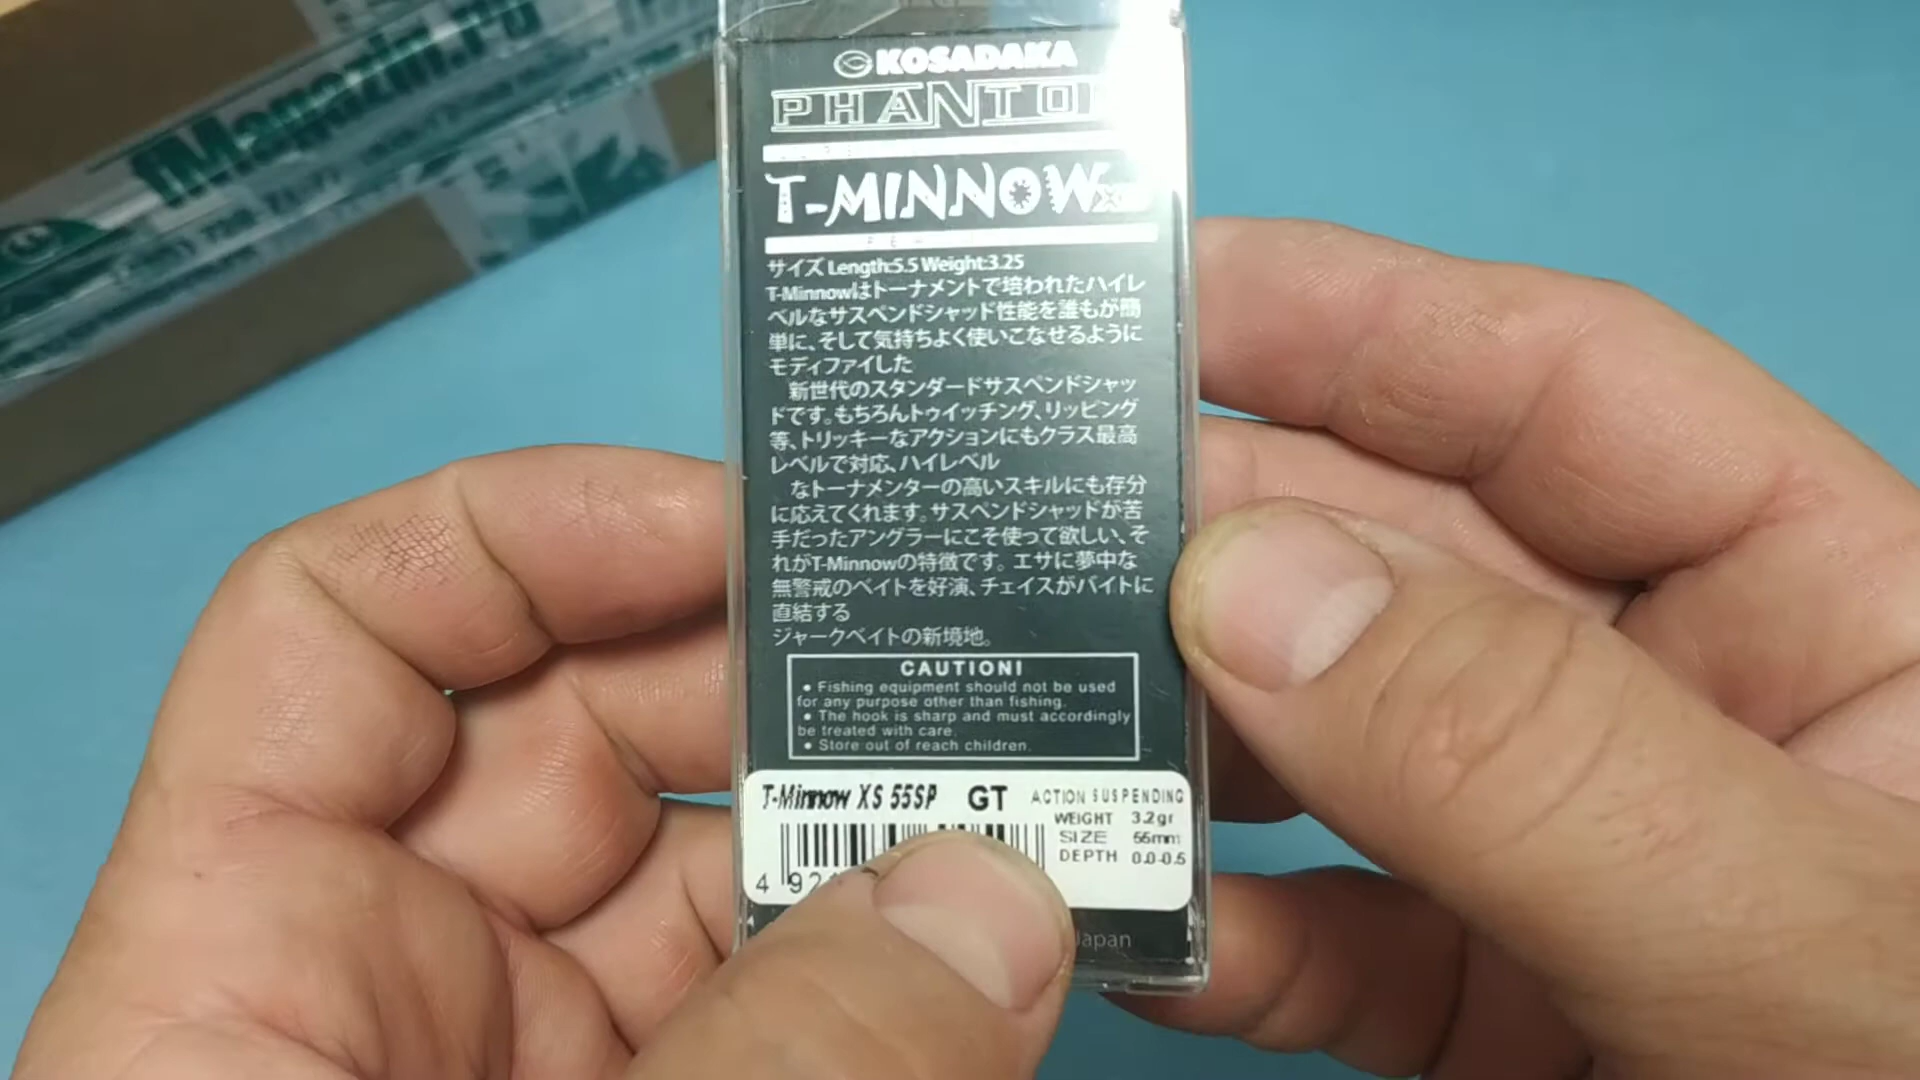 fMagazin.ru
KOSADAKA
T-MINNOW
サイズ Length:5.5 Weight:3.25
T-Minnowはトーナメントで培われたハイレ
ベルなサスペンドシャッド性能を誰もが簡
単に、そして気持ちよく使いこなせるように
モディファイした
新世代のスタンダードサスペンドシャッ
ドです。もちろんトゥイッチング、リッピング
等、トリッキーなアクションにもクラス最高
レベルで対応、ハイレベル
なトーナメンターの高いスキルにも存分
に応えてくれます。サスペンドシャッドが苦
手だったアングラーにこそ使って欲しい、そ
れがT-Minnowの特徴です。エサに夢中な
無警戒のベイトを好演、チェイスがバイトに
直結する
ジャークベイトの新境地。
CAUTION!
• Fishing equipment should not be used
for any purpose other than fishing.
• The hook is sharp and must accordingly
be treated with care.
• Store out of reach children.
T-Minnow XS 55SP GT ACTION SUSPENDING
WEIGHT 3.2gr
SIZE 55mm
DEPTH 0.0-0.5
4 92
Japan